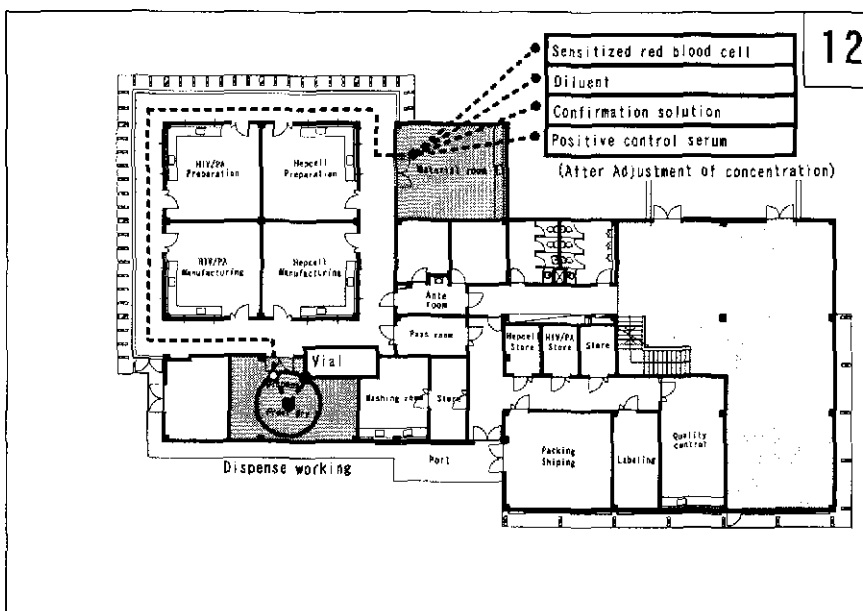 12
Sensitized red blood cell
Diluent
Confirmation solution
Positive control serum
(After Adjustment of concentration)
HIV/PA
Preparation
Hepcell
Preparation
Material room
HIV/PA
Manufacturing
Hepcell
Manufacturing
Ante
room
Pass room
Hepcell
Store
HIV/PA
Store
Store
Vial
Washing room
Store
Packing
Shiping
Labeling
Quality
control
Dispense working
Port